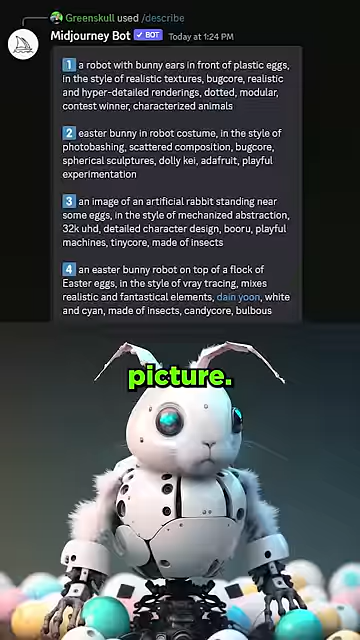 Greenskull used /describe
Midjourney Bot ✓ BOT Today at 1:24 PM
1 a robot with bunny ears in front of plastic eggs,
in the style of realistic textures, bugcore, realistic
and hyper-detailed renderings, dotted, modular,
contest winner, characterized animals
2 easter bunny in robot costume, in the style of
photobashing, scattered composition, bugcore,
spherical sculptures, dolly kei, adafruit, playful
experimentation
3 an image of an artificial rabbit standing near
some eggs, in the style of mechanized abstraction,
32k uhd, detailed character design, booru, playful
machines, tinycore, made of insects
4 an easter bunny robot on top of a flock of
Easter eggs, in the style of vray tracing, mixes
realistic and fantastical elements, dain yoon, white
and cyan, made of insects, candycore, bulbous
picture.